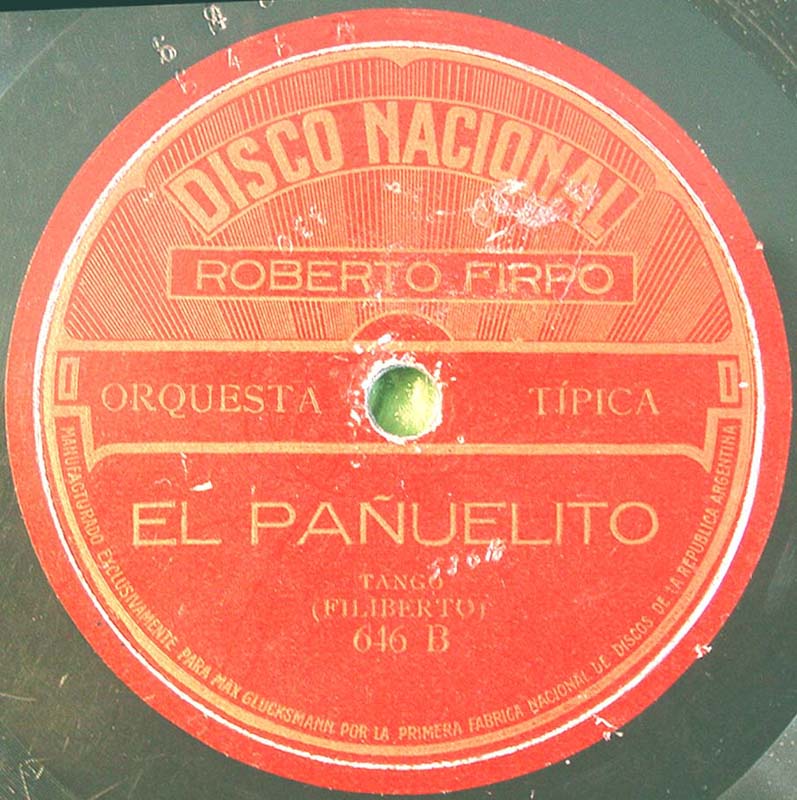 DISCO NACIONAL
ROBERTO FIRPO
ORQUESTA TÍPICA
EL PAÑUELITO
TANGO
(FILIBERTO)
646 B
MANUFACTURADO EXCLUSIVAMENTE PARA MAX GLUCKSMANN POR LA PRIMERA FABRICA NACIONAL DE DISCOS DE LA REPUBLICA ARGENTINA